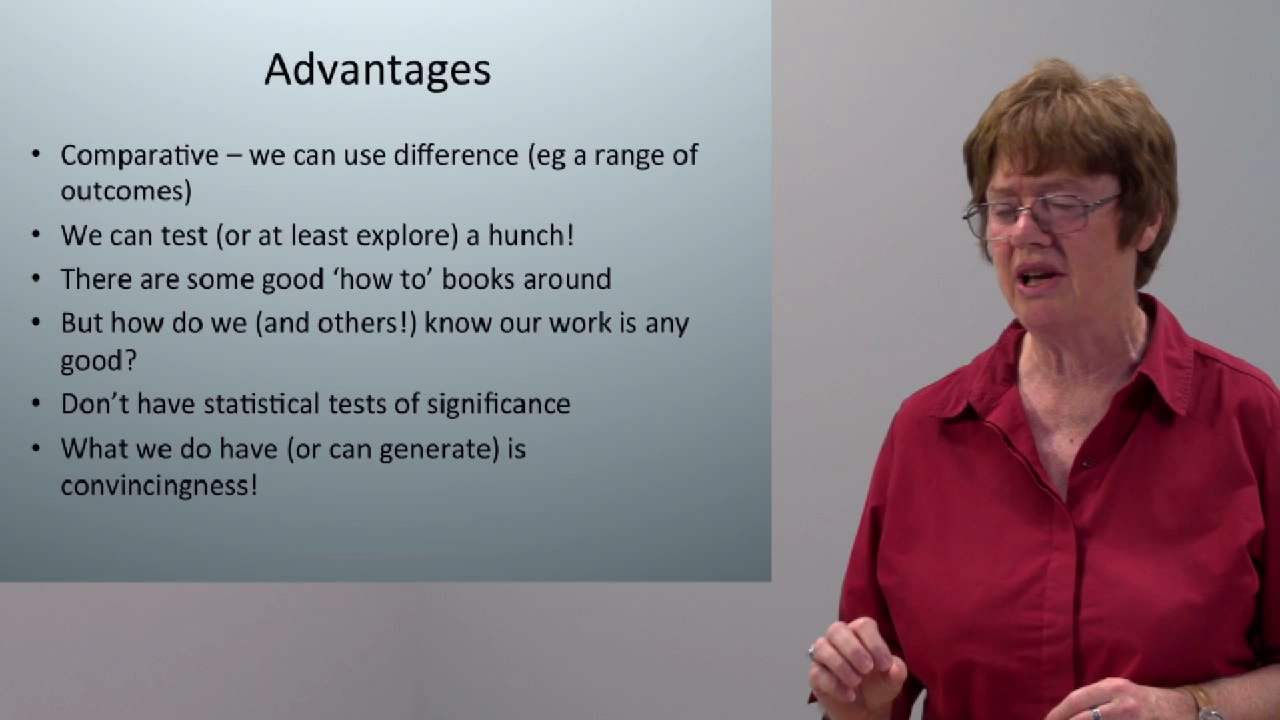 Advantages
• Comparative – we can use difference (eg a range of
outcomes)
• We can test (or at least explore) a hunch!
• There are some good ‘how to’ books around
• But how do we (and others!) know our work is any
good?
• Don’t have statistical tests of significance
• What we do have (or can generate) is
convincingness!